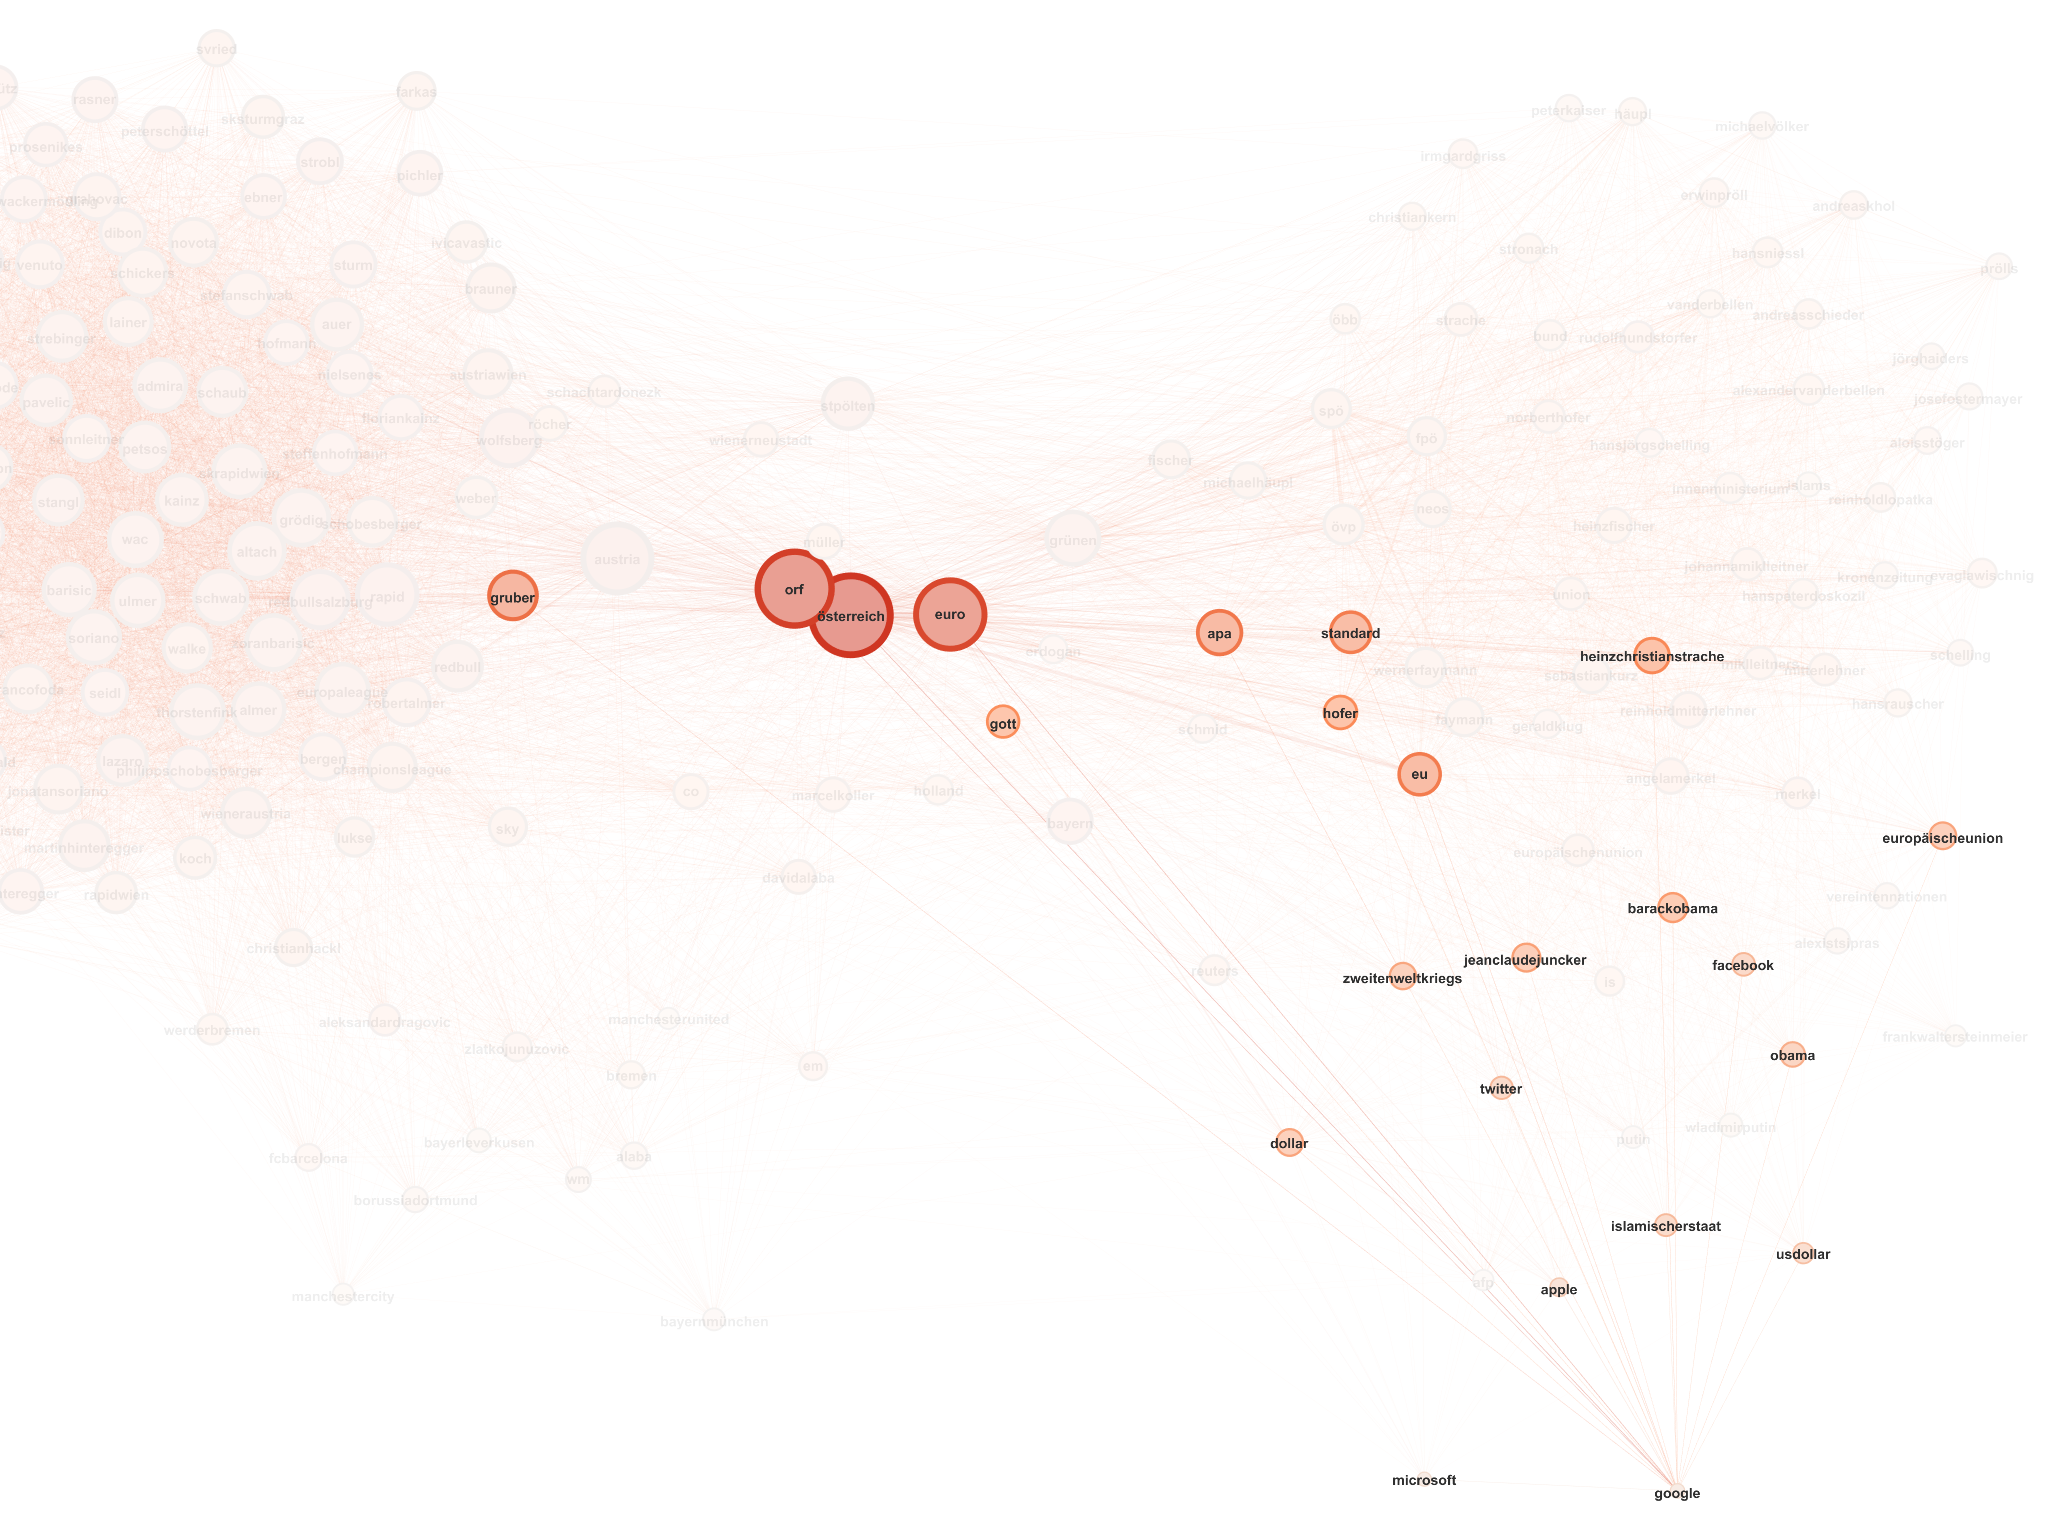 svried
rasner
farkas
peterkaiser
häupl
sksturmgraz
michaelvölker
peterschöttel
prosenikes
irmgardgriss
strobl
pichler
ebner
erwinpröll
wackermödling
grahovac
andreaskhol
christiankern
dibon
novota
ivicavastic
stronach
hansniessl
venuto
sturm
prölls
schickers
brauner
stefanschwab
vanderbellen
andreasschieder
lainer
auer
öbb
strache
strebinger
hofmann
bund
rudolfhundstorfer
jörghaiders
nielsenös
austriawien
admira
schaub
schachtardonezk
alexandervanderbellen
pavelic
josefostermayer
stpölten
spö
floriankainz
norberthofer
röcher
sonnleitner
petsos
wolfsberg
wienerneustadt
fpö
hansjörgschelling
aloisstöger
steffenhofmann
fischer
skrapidwien
michaelhäupl
islams
innenministerium
stangl
kainz
weber
reinholdlopatka
neos
grödig
schobesberger
övp
heinzfischer
wac
müller
grünen
altach
austria
johannamiklleitner
kronenzeitung
evaglawischnig
barisic
ulmer
schwab
redbullsalzburg
rapid
gruber
orf
union
hanspeterdoskozil
österreich
euro
soriano
apa
standard
walke
zoranbarisic
erdogan
heinzchristianstrache
schelling
redbull
wernerfaymann
mikleitners
mitterlehner
sebastiankurz
francofoda
seidl
europaleague
robertalmer
hansrauscher
thorstenfink
almer
hofer
reinholdmitterlehner
gott
schmid
faymann
geraldklug
lazaro
bergen
philippschobesberger
championsleague
eu
angelamerkel
jonatansoriano
co
marcelkoller
holland
merkel
wieneraustria
bayern
sky
lukse
europäischeunion
martinhinteregger
koch
europäischenunion
davidalaba
rapidwien
vereintennationen
barackobama
christianhackl
alexistsipras
jeanclaudejuncker
facebook
reuters
zweitenweltkriegs
is
manchesterunited
werderbremen
aleksandardragovic
frankwaltersteinmeier
zlatkojunuzovic
obama
em
bremen
twitter
wladimirputin
putin
bayerleverkusen
dollar
fcbarcelona
alaba
wm
borussiadortmund
islamischerstaat
usdollar
afp
apple
manchestercity
bayernmünchen
microsoft
google